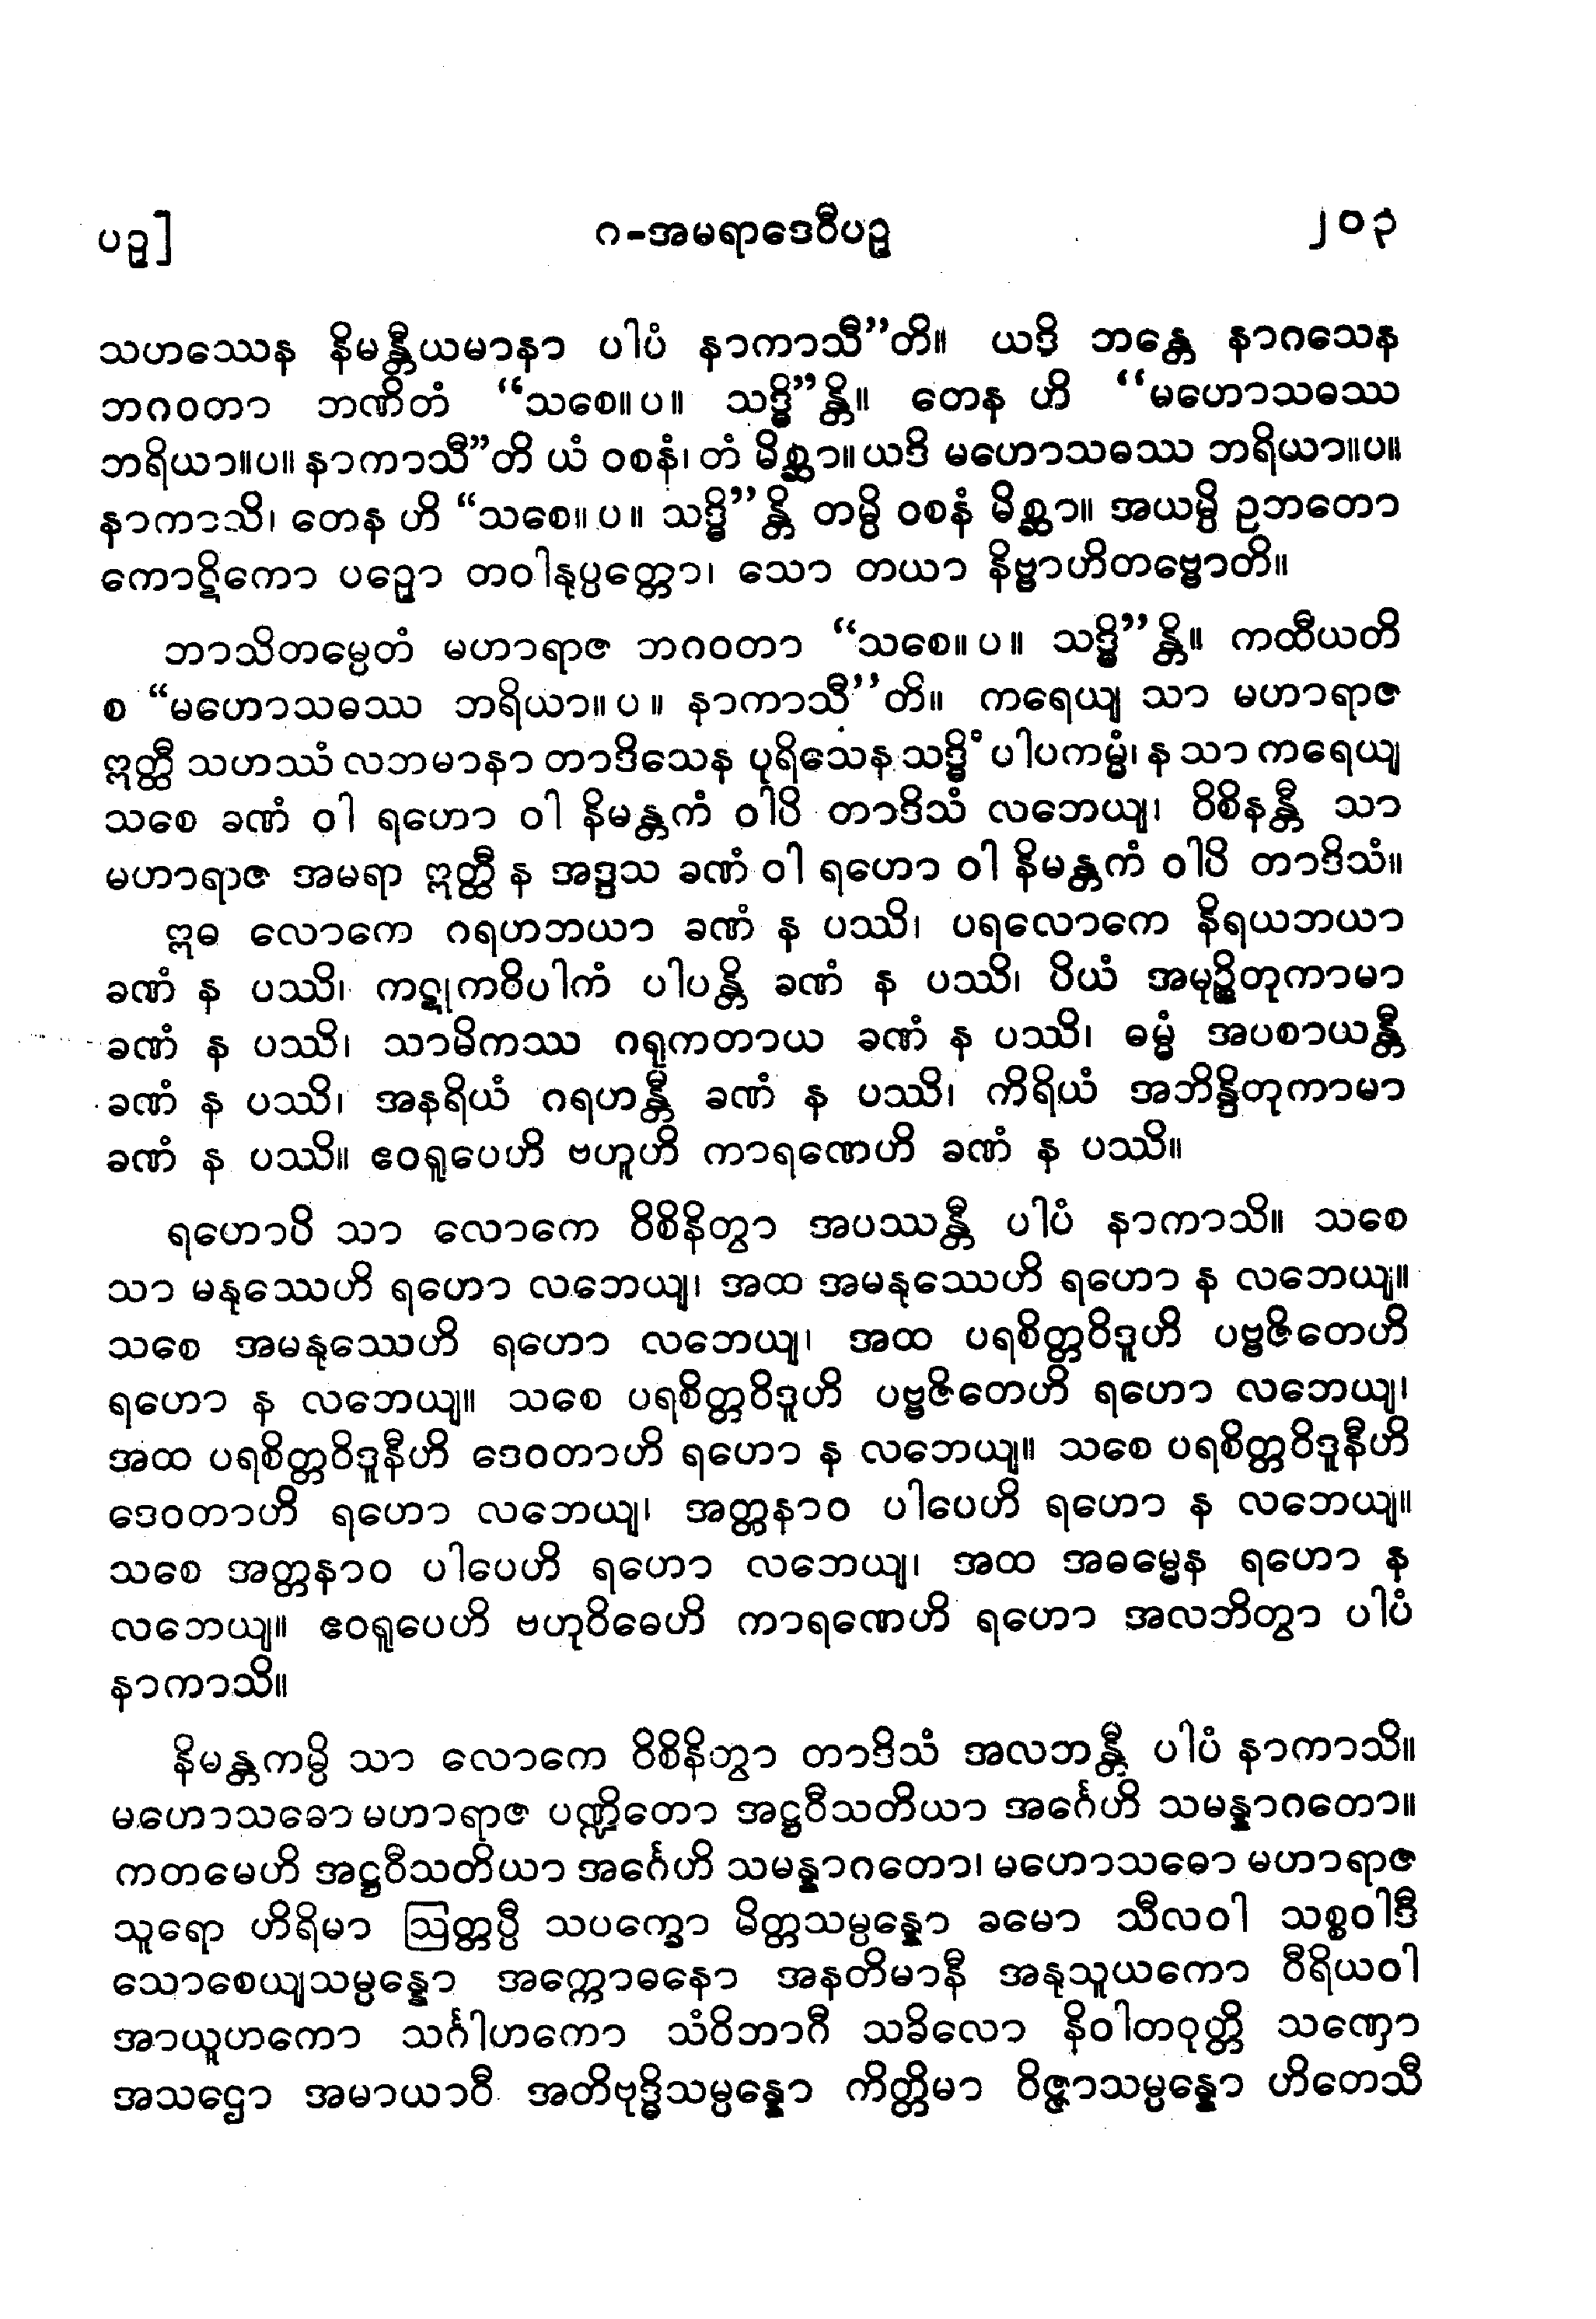 ပဥှ]
ဂ-အမရာဒေဝီပဥှ
၂၀၃
သဟဿေန နိမန္တီယမာနာ ပါပံ နာကာသီ”တိ။ ယဒိ ဘန္တေ နာဂသေန
ဘဂဝတာ ဘဏိတံ “သစေ။ပ။ သဒ္ဓိ”န္တိ။ တေန ဟိ “မဟောသဓဿ
ဘရိယာ။ပ။ နာကာသီ”တိ ယံ ဝစနံ၊ တံ မိစ္ဆာ။ ယဒိ မဟောသဓဿ ဘရိယာ။ပ။
နာကာသိ၊ တေန ဟိ “သစေ။ပ။ သဒ္ဓိ”န္တိ တမ္ပိ ဝစနံ မိစ္ဆာ။ အယမ္ပိ ဥဘတော
ကောဋိကော ပဉှော တဝါနုပ္ပတ္တော၊ သော တယာ နိဗ္ဗာဟိတဗ္ဗောတိ။
ဘာသိတမ္ပေတံ မဟာရာဇ ဘဂဝတာ “သစေ။ပ။ သဒ္ဓိ”န္တိ။ ကထီယတိ
စ “မဟောသဓဿ ဘရိယာ။ပ။ နာကာသီ”တိ။ ကရေယျ သာ မဟာရာဇ
ဣတ္ထီ သဟဿံ လဘမာနာ တာဒိသေန ပုရိသေန သဒ္ဓိံ ပါပကမ္မံ၊ န သာ ကရေယျ
သစေ ခဏံ ဝါ ရဟော ဝါ နိမန္တကံ ဝါပိ တာဒိသံ လဘေယျ၊ ဝိစိနန္တီ သာ
မဟာရာဇ အမရာ ဣတ္ထီ န အဒ္ဒသ ခဏံ ဝါ ရဟော ဝါ နိမန္တကံ ဝါပိ တာဒိသံ။
ဣဓ လောကေ ဂရဟဘယာ ခဏံ န ပဿိ၊ ပရလောကေ နိရယဘယာ
ခဏံ န ပဿိ၊ ကဋုကဝိပါကံ ပါပန္တိ ခဏံ န ပဿိ၊ ပိယံ အမုဉ္စိတုကာမာ
ခဏံ န ပဿိ၊ သာမိကဿ ဂရုကတာယ ခဏံ န ပဿိ၊ ဓမ္မံ အပစာယန္တီ
ခဏံ န ပဿိ၊ အနရိယံ ဂရဟန္တီ ခဏံ န ပဿိ၊ ကိရိယံ အဘိန္ဒိတုကာမာ
ခဏံ န ပဿိ။ ဧဝရူပေဟိ ဗဟူဟိ ကာရဏေဟိ ခဏံ န ပဿိ။
ရဟောပိ သာ လောကေ ဝိစိနိတွာ အပဿန္တီ ပါပံ နာကာသိ။ သစေ
သာ မနုဿေဟိ ရဟော လဘေယျ၊ အထ အမနုဿေဟိ ရဟော န လဘေယျ။
သစေ အမနုဿေဟိ ရဟော လဘေယျ၊ အထ ပရစိတ္တဝိဒူဟိ ပဗ္ဗဇိတေဟိ
ရဟော န လဘေယျ။ သစေ ပရစိတ္တဝိဒူဟိ ပဗ္ဗဇိတေဟိ ရဟော လဘေယျ၊
အထ ပရစိတ္တဝိဒူနီဟိ ဒေဝတာဟိ ရဟော န လဘေယျ။ သစေ ပရစိတ္တဝိဒူနီဟိ
ဒေဝတာဟိ ရဟော လဘေယျ၊ အတ္တနာဝ ပါပေဟိ ရဟော န လဘေယျ။
သစေ အတ္တနာဝ ပါပေဟိ ရဟော လဘေယျ၊ အထ အဓမ္မေန ရဟော န
လဘေယျ။ ဧဝရူပေဟိ ဗဟုဝိဓေဟိ ကာရဏေဟိ ရဟော အလဘိတွာ ပါပံ
နာကာသိ။
နိမန္တကမ္ပိ သာ လောကေ ဝိစိနိတွာ တာဒိသံ အလဘန္တီ ပါပံ နာကာသိ။
မဟောသဓော မဟာရာဇ ပဏ္ဍိတော အဋ္ဌဝီသတိယာ အင်္ဂေဟိ သမန္နာဂတော။
ကတမေဟိ အဋ္ဌဝီသတိယာ အင်္ဂေဟိ သမန္နာဂတော၊ မဟောသဓော မဟာရာဇ
သူရော ဟိရိမာ ဩတ္တပ္ပီ သပက္ခော မိတ္တသမ္ပန္နော ခမော သီလဝါ သစ္စဝါဒီ
သောစေယျသမ္ပန္နော အက္ကောဓနော အနတိမာနီ အနုသူယကော ဝီရိယဝါ
အာယူဟကော သင်္ဂါဟကော သံဝိဘာဂီ သခိလော နိဝါတဝုတ္တိ သဏှော
အသဌော အမာယာဝီ အတိဗုဒ္ဓိသမ္ပန္နော ကိတ္တိမာ ဝိဇ္ဇာသမ္ပန္နော ဟိတေသီ